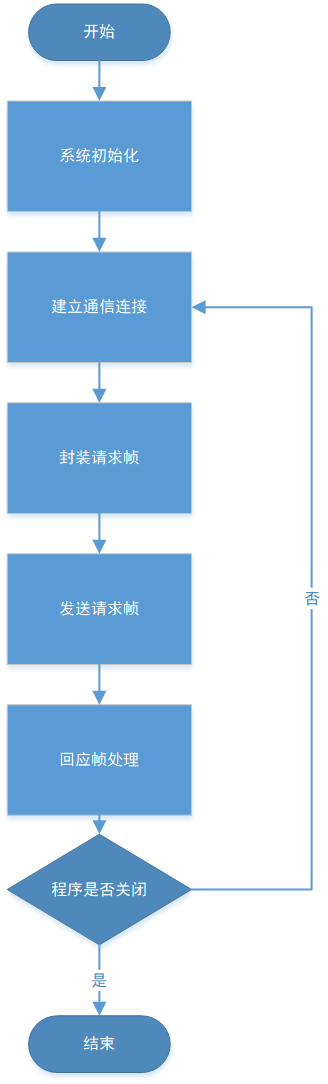 开始
系统初始化
建立通信连接
封装请求帧
发送请求帧
否
回应帧处理
程序是否关闭
是
结束